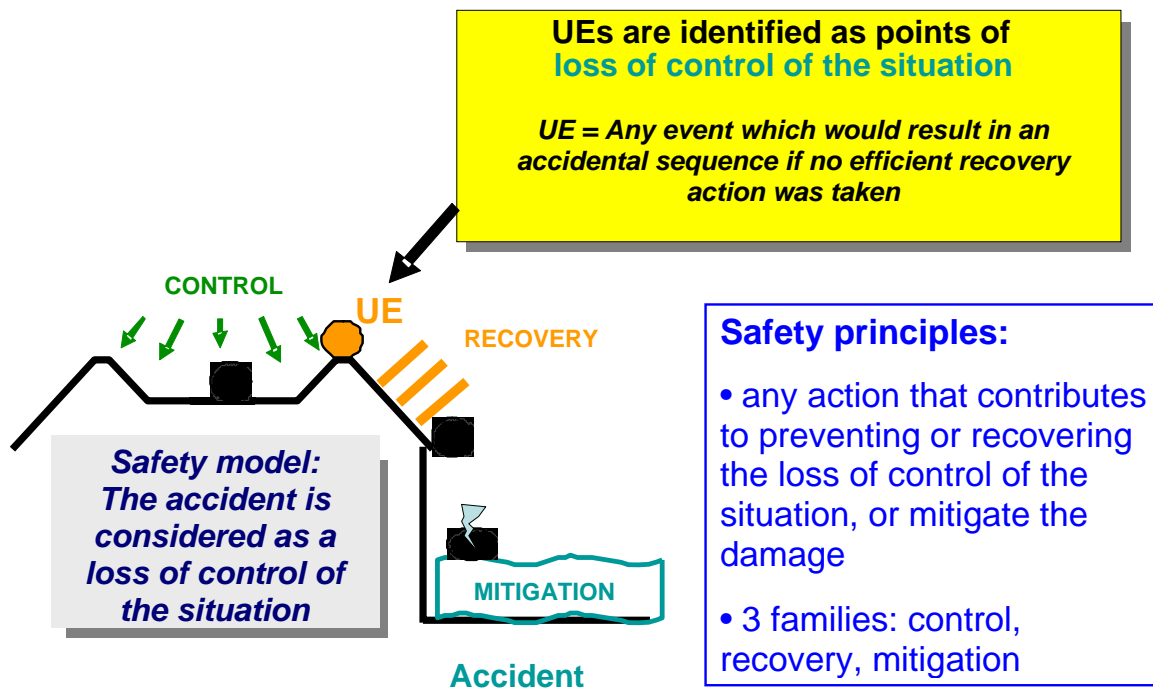 UEs are identified as points of
loss of control of the situation
UE = Any event which would result in an
accidental sequence if no efficient recovery
action was taken
CONTROL
UE
RECOVERY
Safety model:
The accident is
considered as a
loss of control of
the situation
MITIGATION
Accident
Safety principles:
• any action that contributes
to preventing or recovering
the loss of control of the
situation, or mitigate the
damage
• 3 families: control,
recovery, mitigation